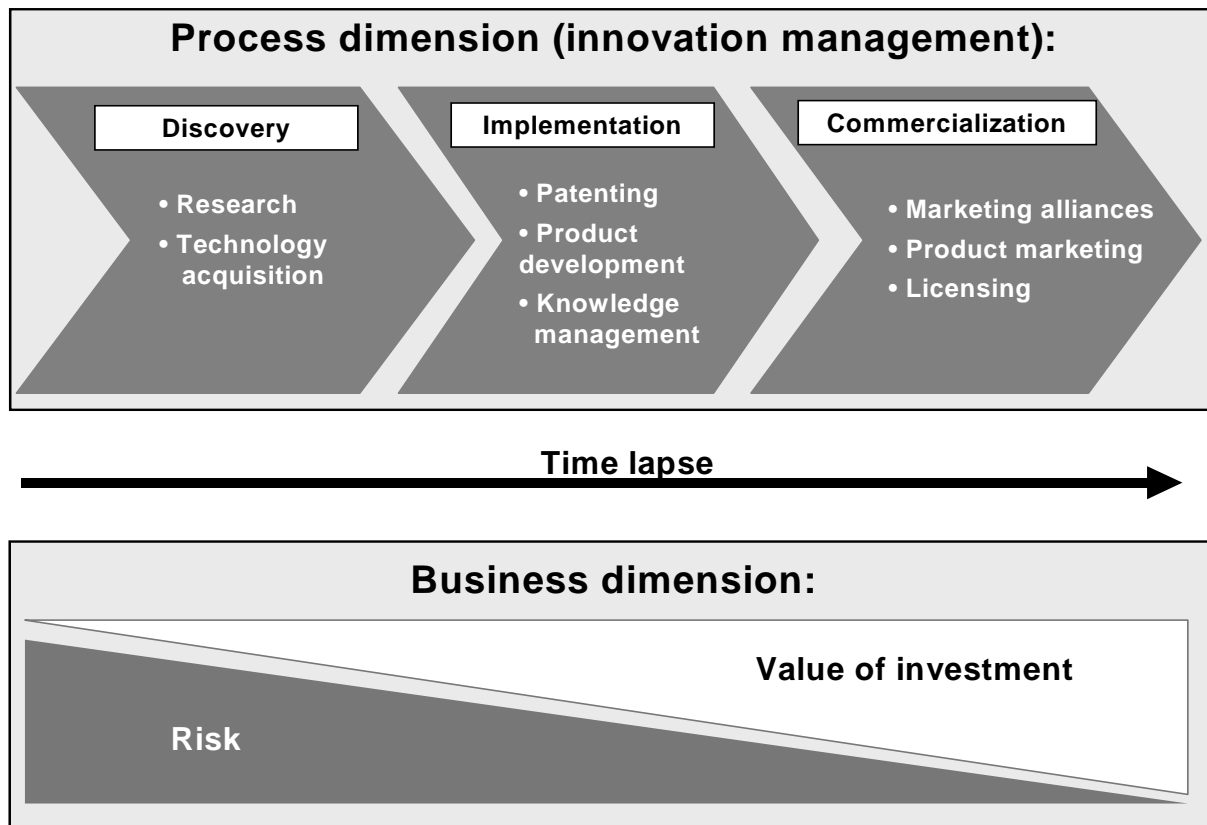 Process dimension (innovation management):
Discovery
• Research
• Technology
acquisition
Implementation
• Patenting
• Product
development
• Knowledge
management
Commercialization
• Marketing alliances
• Product marketing
• Licensing
Time lapse
Business dimension:
Value of investment
Risk